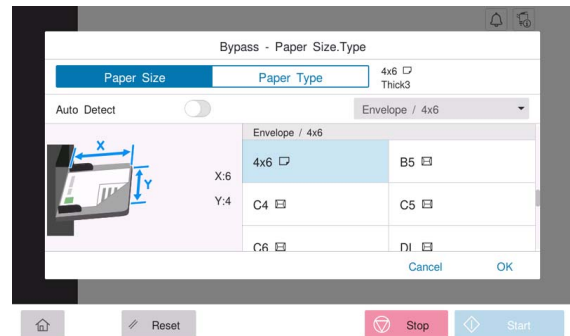 Bypass - Paper Size.Type
Paper Size
Paper Type
4x6
Thick3
Auto Detect
Envelope / 4x6
Envelope / 4x6
X
Y
X:6
Y:4
4x6
B5
C4
C5
C6
DL
Cancel
OK
Reset
Stop
Start